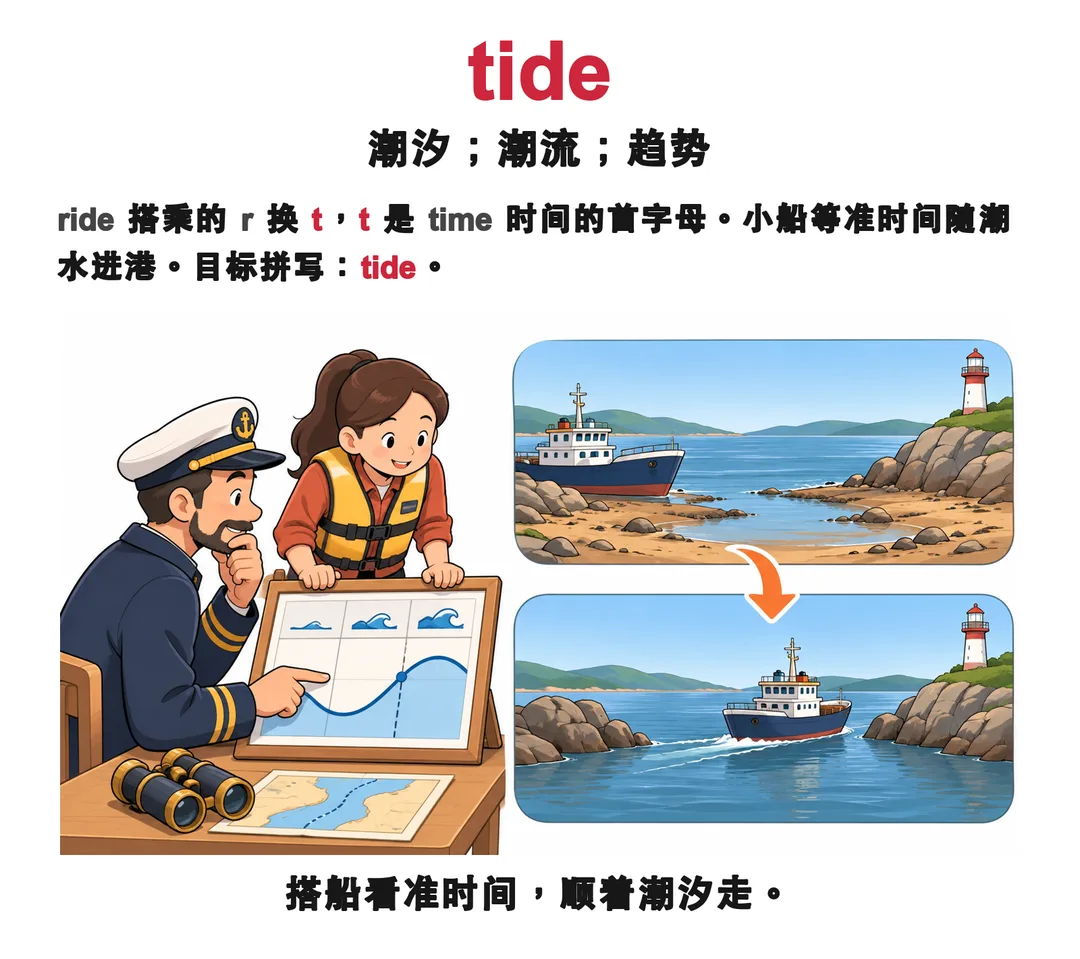 tide
潮汐；潮流；趋势
ride 搭乘的 r 换 t，t 是 time 时间的首字母。小船等准时间随潮
水进港。目标拼写：tide。
搭船看准时间，顺着潮汐走。